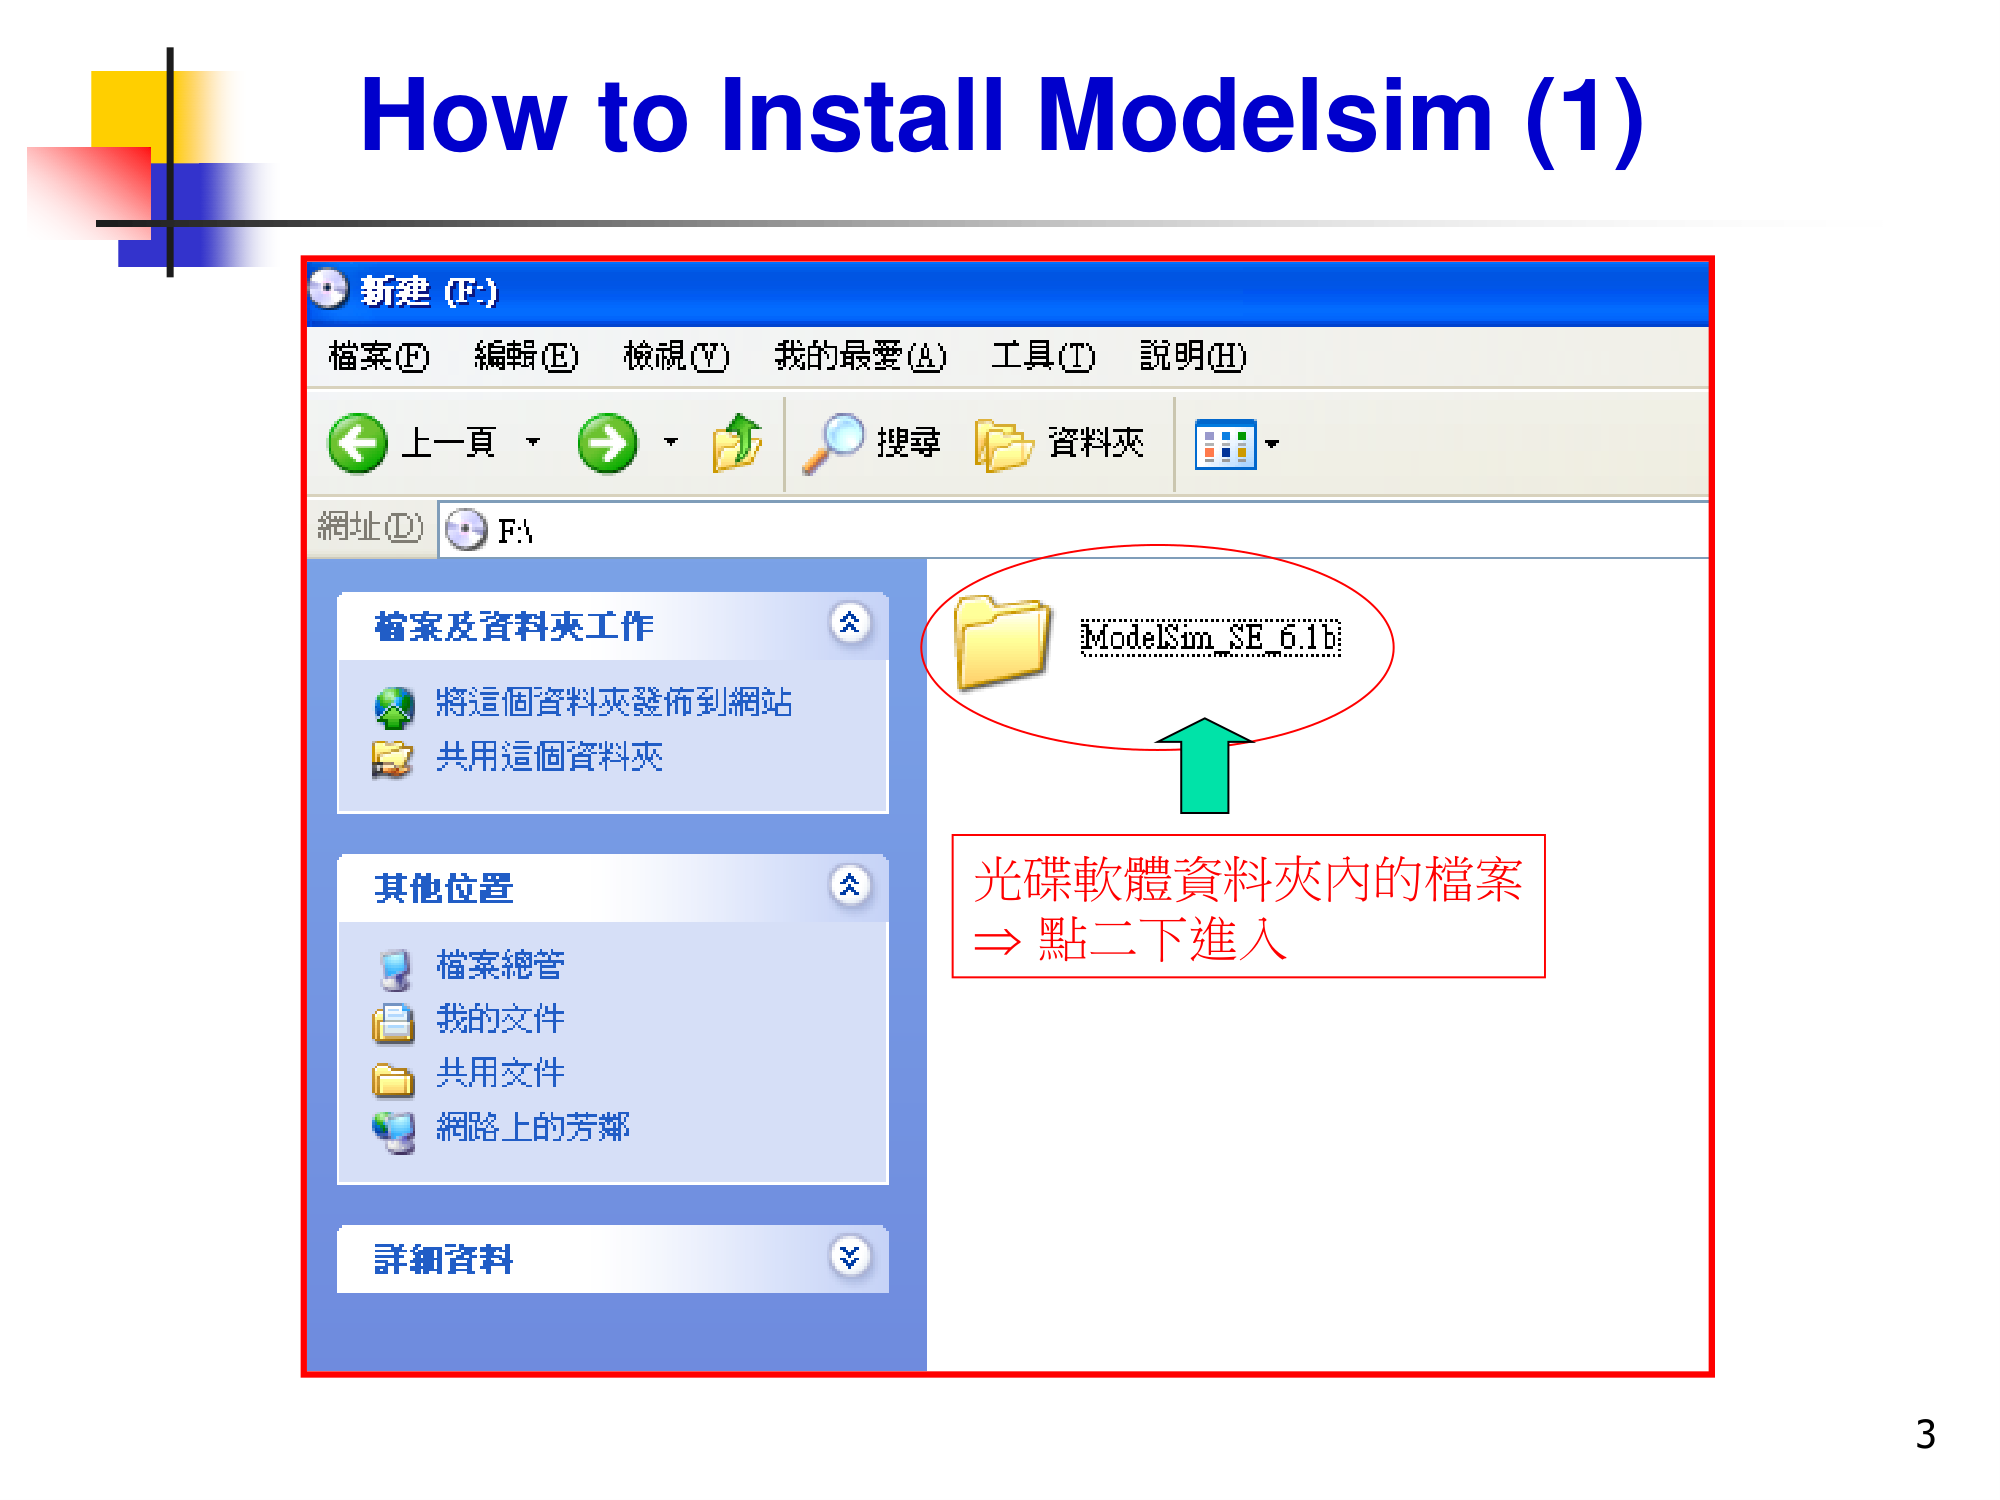 How to Install Modelsim (1)
新建 (F:)
檔案(F) 編輯(E) 檢視(V) 我的最愛(A) 工具(T) 說明(H)
上一頁 搜尋 資料夾
網址(D) F:\
檔案及資料夾工作
將這個資料夾發佈到網站
共用這個資料夾
其他位置
檔案總管
我的文件
共用文件
網路上的芳鄰
詳細資料
ModelSim_SE_6.1b
光碟軟體資料夾內的檔案
⇒ 點二下進入
3